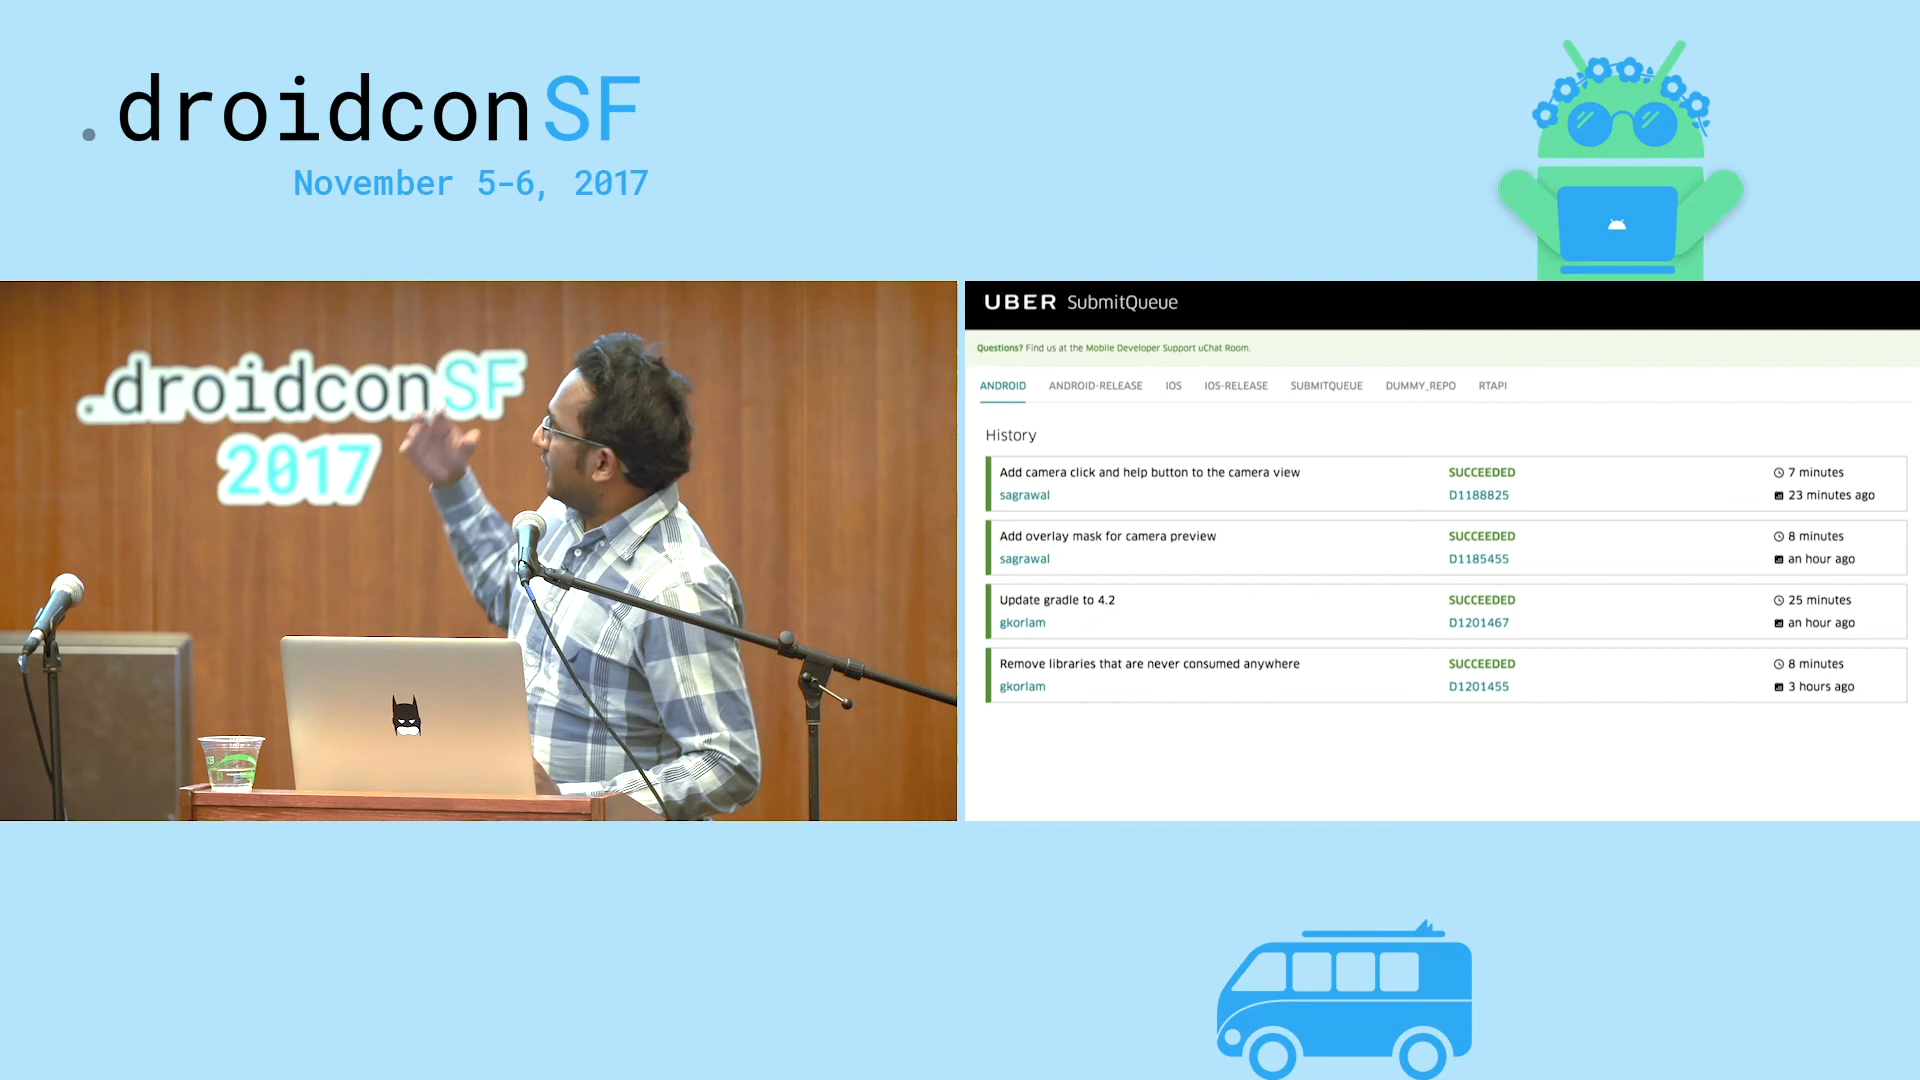 .droidconSF
November 5-6, 2017
.droidconSF
2017
UBER SubmitQueue
Questions? Find us at the Mobile Developer Support uChat Room.
ANDROID ANDROID-RELEASE IOS IOS-RELEASE SUBMITQUEUE DUMMY_REPO RTAPI
History
Add camera click and help button to the camera view SUCCEEDED 7 minutes
sagrawal D1188825 23 minutes ago
Add overlay mask for camera preview SUCCEEDED 8 minutes
sagrawal D1185455 an hour ago
Update gradle to 4.2 SUCCEEDED 25 minutes
gkorlam D1201467 an hour ago
Remove libraries that are never consumed anywhere SUCCEEDED 8 minutes
gkorlam D1201455 3 hours ago